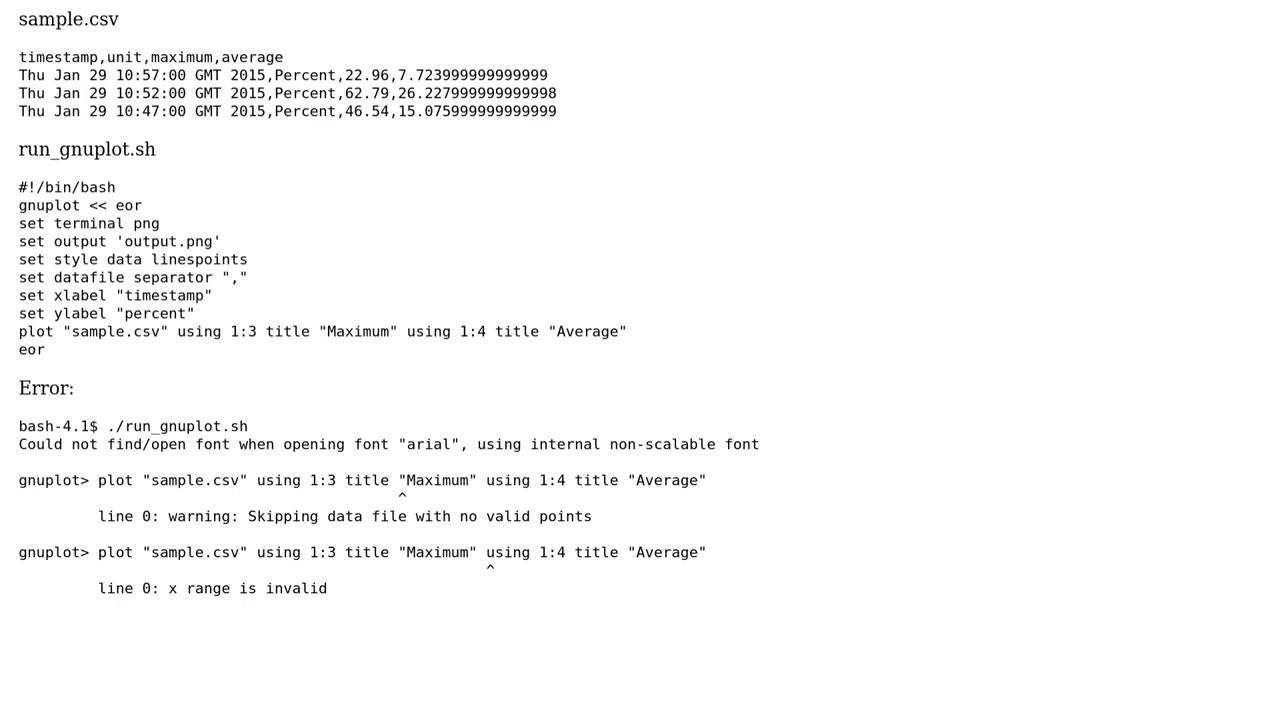 sample.csv
timestamp,unit,maximum,average
Thu Jan 29 10:57:00 GMT 2015,Percent,22.96,7.723999999999999
Thu Jan 29 10:52:00 GMT 2015,Percent,62.79,26.227999999999998
Thu Jan 29 10:47:00 GMT 2015,Percent,46.54,15.075999999999999
run_gnuplot.sh
#!/bin/bash
gnuplot << eor
set terminal png
set output 'output.png'
set style data linespoints
set datafile separator ","
set xlabel "timestamp"
set ylabel "percent"
plot "sample.csv" using 1:3 title "Maximum" using 1:4 title "Average"
eor
Error:
bash-4.1$ ./run_gnuplot.sh
Could not find/open font when opening font "arial", using internal non-scalable font
gnuplot> plot "sample.csv" using 1:3 title "Maximum" using 1:4 title "Average"
^
line 0: warning: Skipping data file with no valid points
gnuplot> plot "sample.csv" using 1:3 title "Maximum" using 1:4 title "Average"
^
line 0: x range is invalid